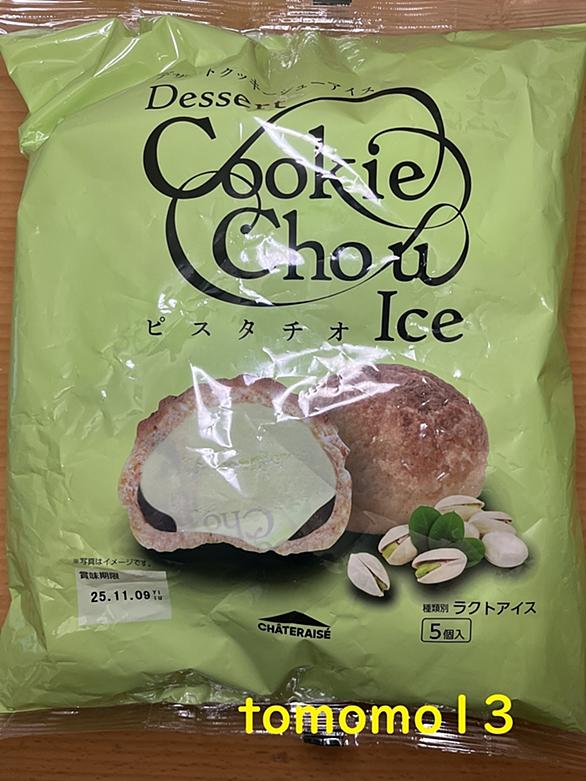 デザートクッキーシューアイス
Dessert
Cookie
Chou
Ice
ピスタチオ
※写真はイメージです。
賞味期限
25.11.09
CHÂTERAISÉ
種類別 ラクトアイス
5個入
tomomo13